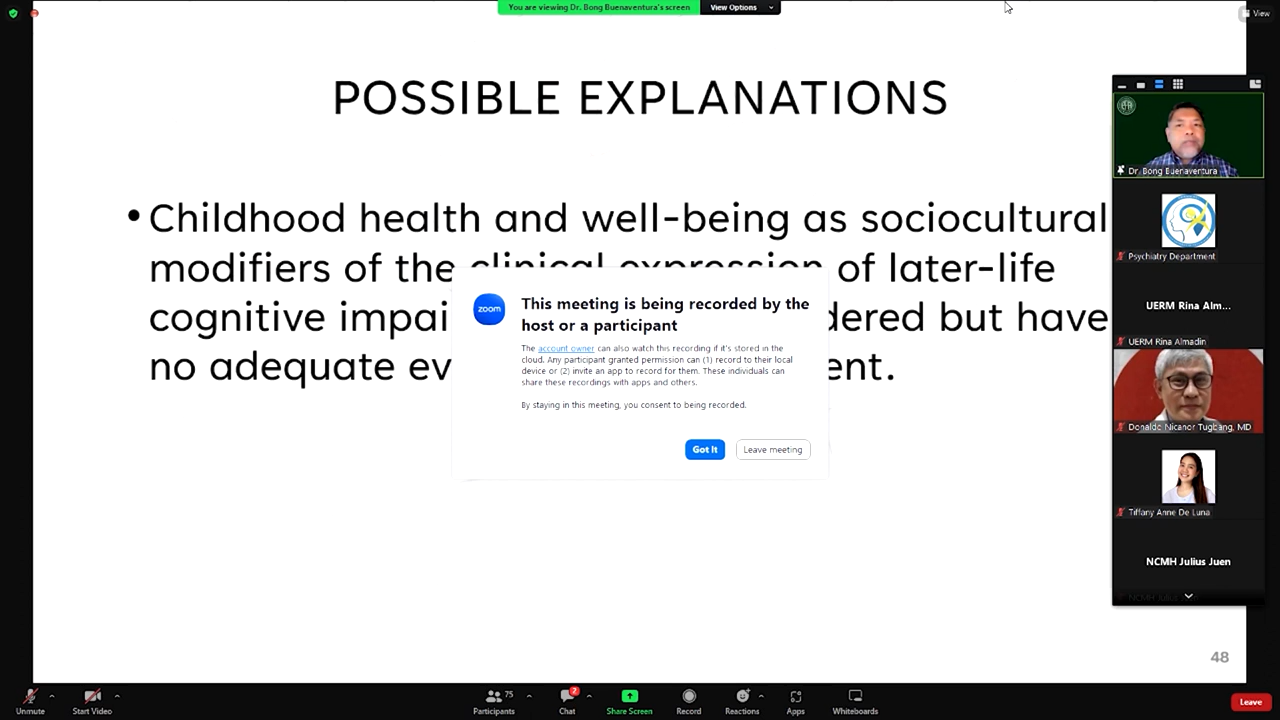 You are viewing Dr. Bong Buenaventura's screen
View Options
View
POSSIBLE EXPLANATIONS
• Childhood health and well-being as sociocultural
modifiers of the clinical expression of later-life
cognitive impai
dered but have
no adequate ev
ent.
zoom
This meeting is being recorded by the
host or a participant
The account owner can also watch this recording if it's stored in the
cloud. Any participant granted permission can (1) record to their local
device or (2) invite an app to record for them. These individuals can
share these recordings with apps and others.
By staying in this meeting, you consent to being recorded.
Got It
Leave meeting
Dr. Bong Buenaventura
Psychiatry Department
UERM Rina Alm...
UERM Rina Almadin
Donaldo Nicanor Tugbang, MD
Tiffany Anne De Luna
NCMH Julius Juen
NCMH Julius Juen
48
Unmute
Start Video
Participants
75
Chat
2
Share Screen
Record
Reactions
Apps
Whiteboards
Leave